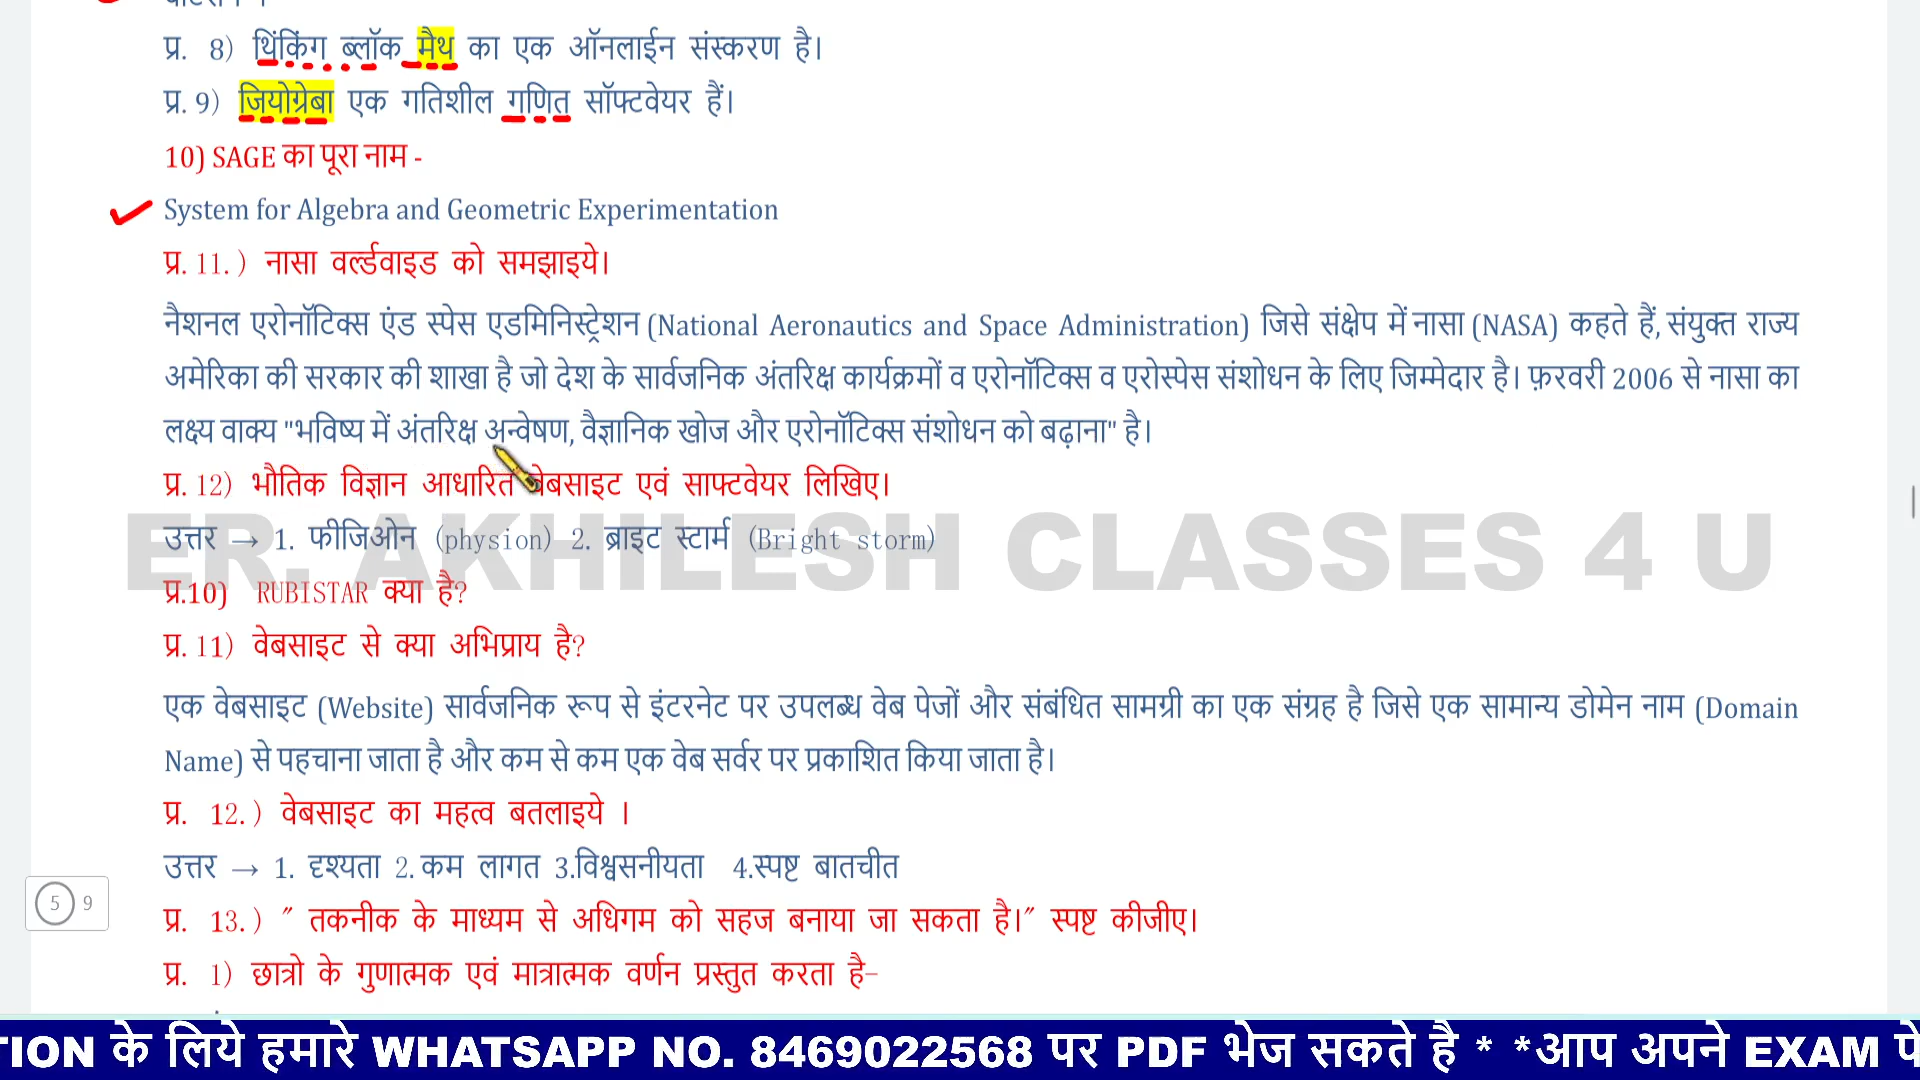 प्र. 8) थिंकिंग ब्लॉक मैथ का एक ऑनलाईन संस्करण है।
प्र. 9) जियोग्रेबा एक गतिशील गणित सॉफ्टवेयर हैं।
10) SAGE का पूरा नाम -
System for Algebra and Geometric Experimentation
प्र. 11.) नासा वर्ल्डवाइड को समझाइये।
नैशनल एरोनॉटिक्स एंड स्पेस एडमिनिस्ट्रेशन (National Aeronautics and Space Administration) जिसे संक्षेप में नासा (NASA) कहते हैं, संयुक्त राज्य
अमेरिका की सरकार की शाखा है जो देश के सार्वजनिक अंतरिक्ष कार्यक्रमों व एरोनॉटिक्स व एरोस्पेस संशोधन के लिए जिम्मेदार है। फ़रवरी 2006 से नासा का
लक्ष्य वाक्य "भविष्य में अंतरिक्ष अन्वेषण, वैज्ञानिक खोज और एरोनॉटिक्स संशोधन को बढ़ाना" है।
प्र. 12) भौतिक विज्ञान आधारित वेबसाइट एवं साफ्टवेयर लिखिए।
उत्तर → 1. फीजिओन (physion) 2. ब्राइट स्टार्म (Bright storm)
ER. AKHILESH CLASSES 4 U
प्र.10) RUBISTAR क्या है?
प्र. 11) वेबसाइट से क्या अभिप्राय है?
एक वेबसाइट (Website) सार्वजनिक रूप से इंटरनेट पर उपलब्ध वेब पेजों और संबंधित सामग्री का एक संग्रह है जिसे एक सामान्य डोमेन नाम (Domain
Name) से पहचाना जाता है और कम से कम एक वेब सर्वर पर प्रकाशित किया जाता है।
प्र. 12.) वेबसाइट का महत्व बतलाइये ।
उत्तर → 1. दृश्यता 2. कम लागत 3.विश्वसनीयता 4.स्पष्ट बातचीत
5 9
प्र. 13.) " तकनीक के माध्यम से अधिगम को सहज बनाया जा सकता है।" स्पष्ट कीजीए।
प्र. 1) छात्रो के गुणात्मक एवं मात्रात्मक वर्णन प्रस्तुत करता है-
TION के लिये हमारे WHATSAPP NO. 8469022568 पर PDF भेज सकते है * *आप अपने EXAM पे